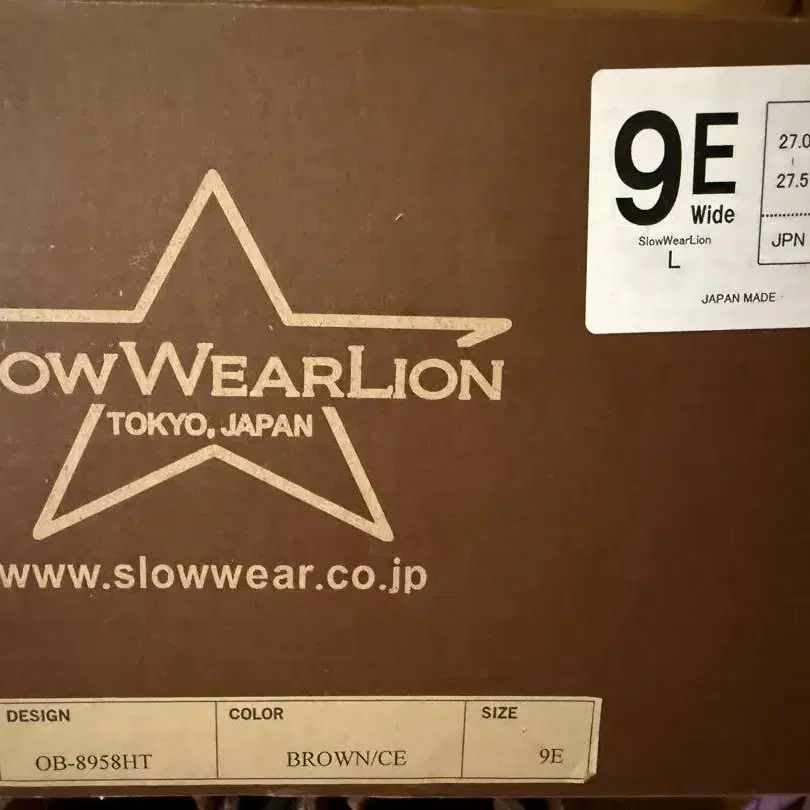 9E
Wide
SlowWearLion
L
27.0
27.5
JPN
JAPAN MADE
LOWWEARLION
TOKYO, JAPAN
www.slowwear.co.jp
DESIGN COLOR SIZE
OB-8958HT BROWN/CE 9E